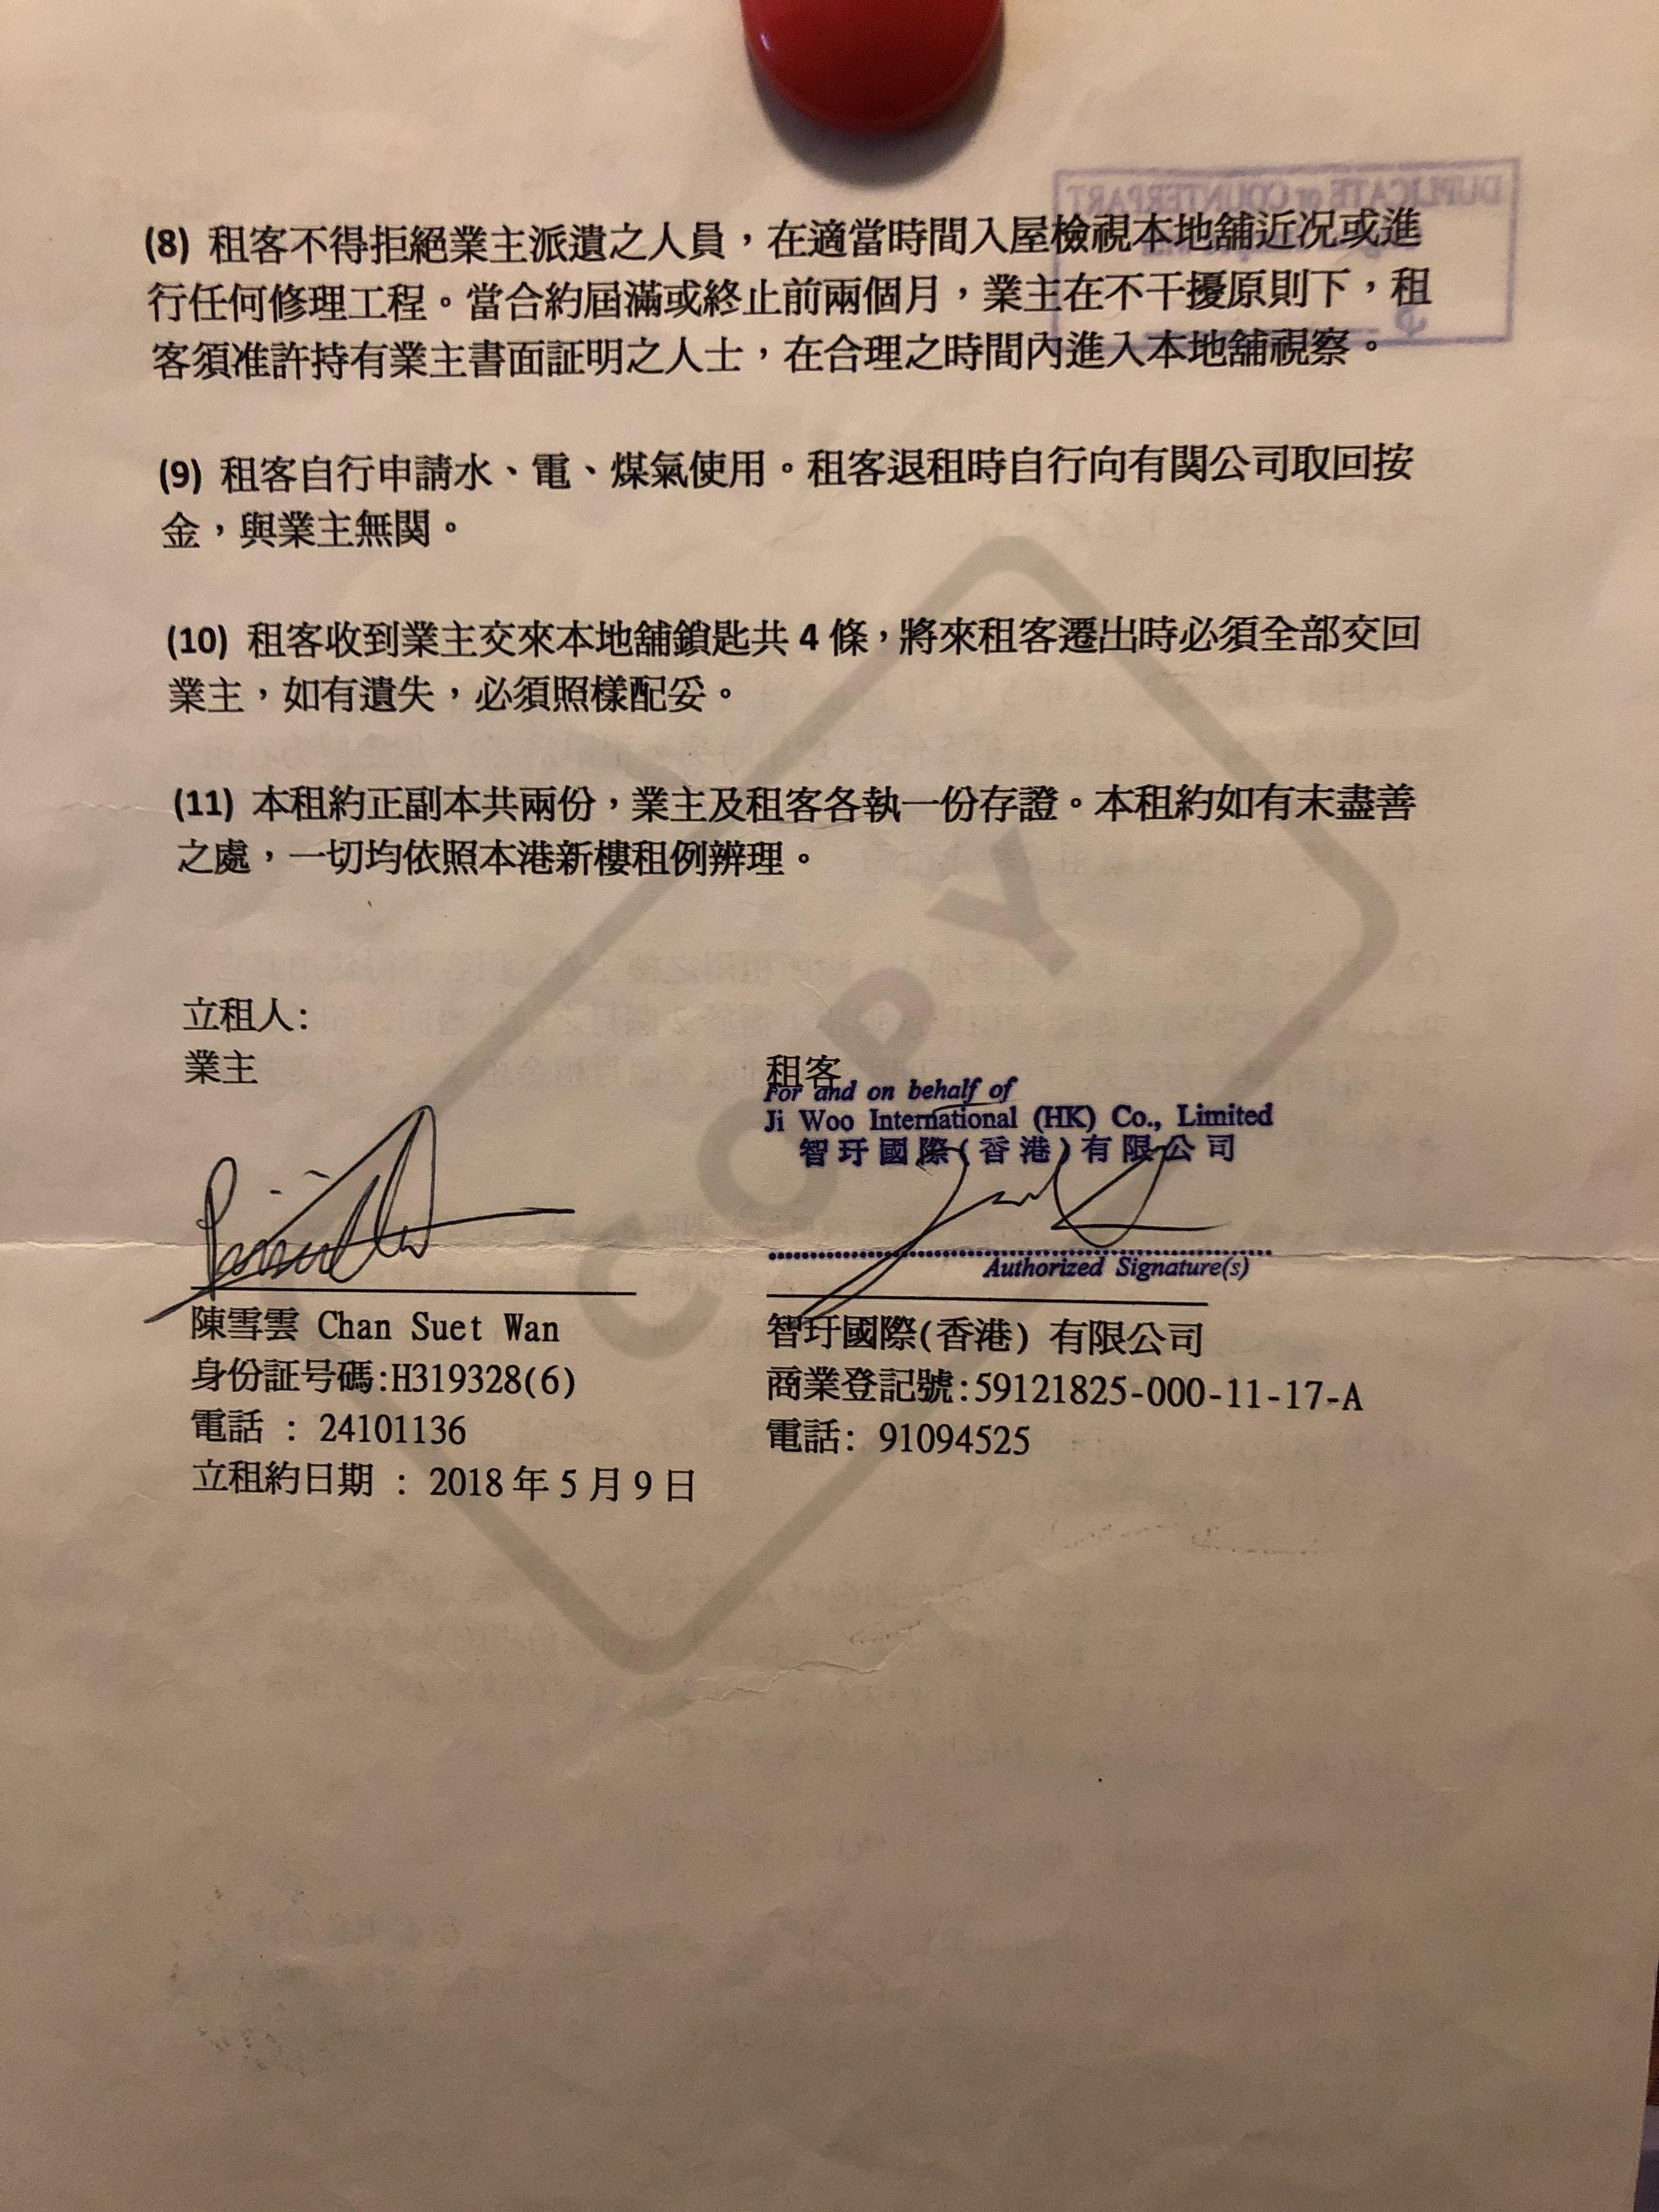 (8) 租客不得拒絕業主派遣之人員，在適當時間入屋檢視本地舖近况或進
行任何修理工程。當合約屆滿或終止前兩個月，業主在不干擾原則下，租
客須准許持有業主書面証明之人士，在合理之時間內進入本地舖視察。
(9) 租客自行申請水、電、煤氣使用。租客退租時自行向有関公司取回按
金，與業主無関。
(10) 租客收到業主交來本地舖鎖匙共 4 條，將來租客遷出時必須全部交回
業主，如有遺失，必須照樣配妥。
(11) 本租約正副本共兩份，業主及租客各執一份存證。本租約如有末盡善
之處，一切均依照本港新樓租例辨理。
COPY
立租人:
業主
租客
For and on behalf of
Ji Woo International (HK) Co., Limited
智玗國際(香港)有限公司
Authorized Signature(s)
陳雪雲 Chan Suet Wan
身份証号碼:H319328(6)
電話 : 24101136
立租約日期 : 2018 年 5 月 9 日
智玗國際(香港) 有限公司
商業登記號:59121825-000-11-17-A
電話: 91094525
DUPLICATE or COUNTERPART